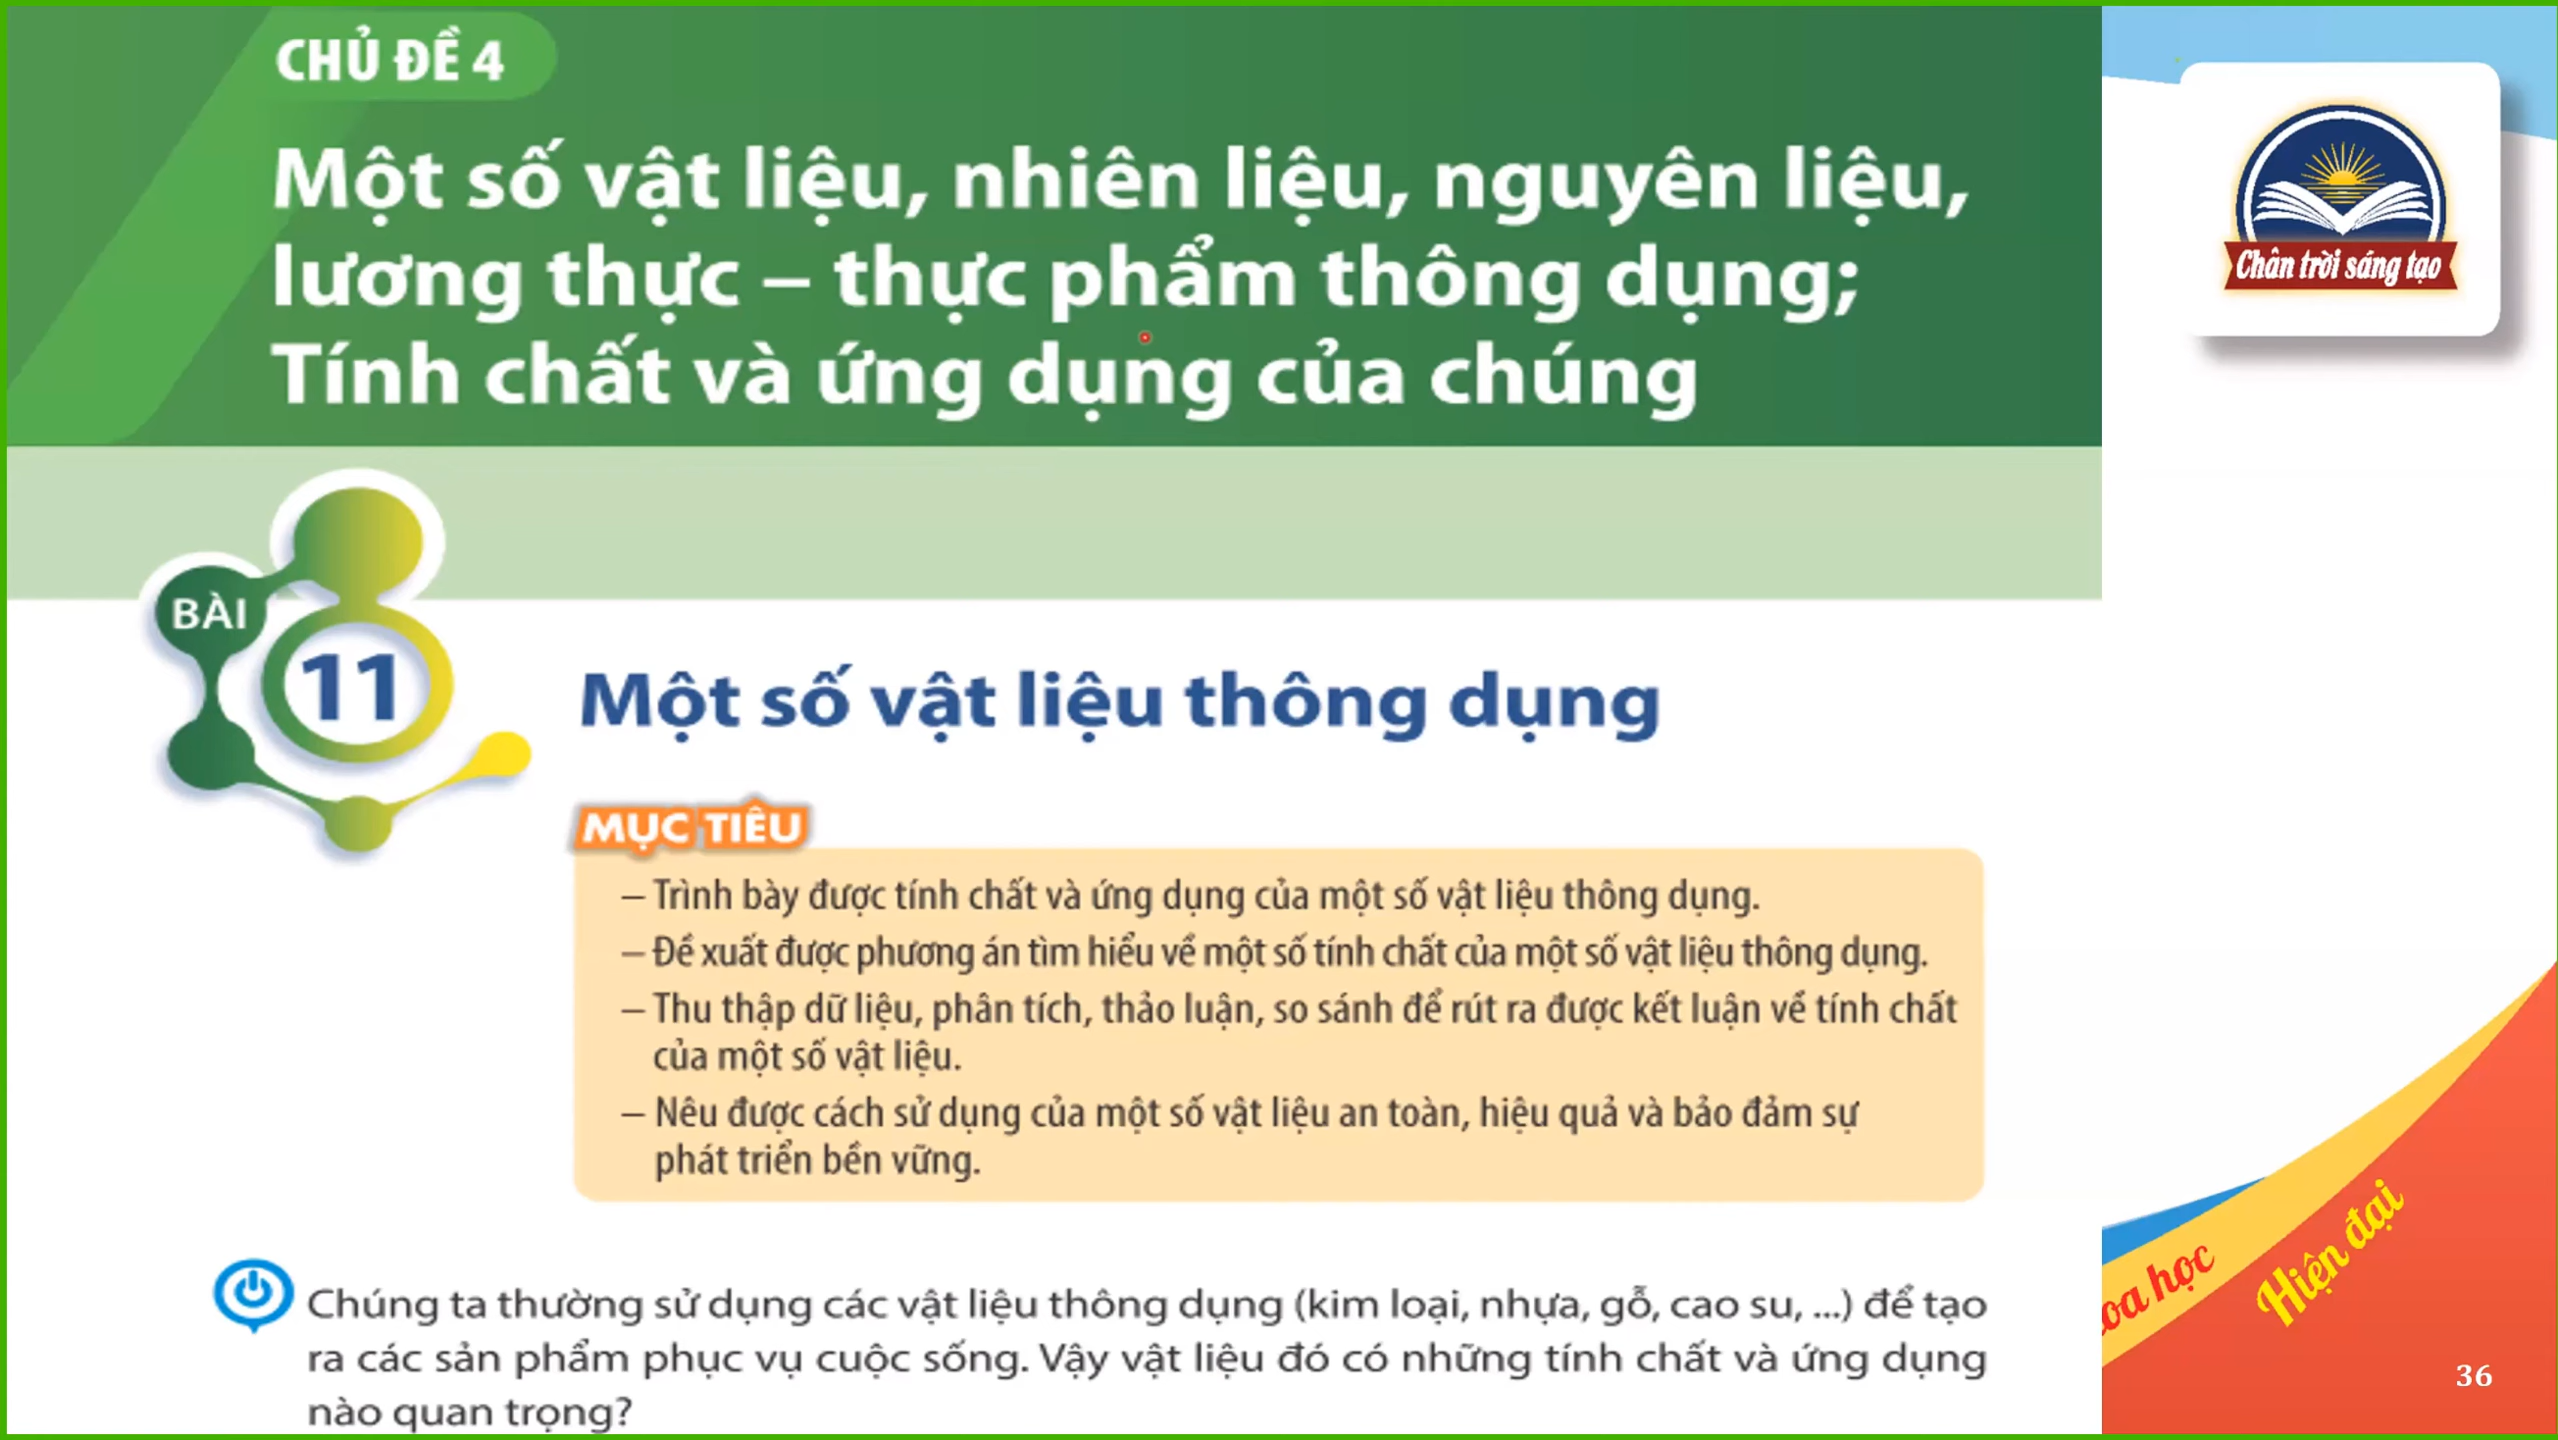 CHỦ ĐỀ 4
Một số vật liệu, nhiên liệu, nguyên liệu,
lương thực – thực phẩm thông dụng;
Tính chất và ứng dụng của chúng
Chân trời sáng tạo
BÀI
11
Một số vật liệu thông dụng
MỤC TIÊU
– Trình bày được tính chất và ứng dụng của một số vật liệu thông dụng.
– Đề xuất được phương án tìm hiểu về một số tính chất của một số vật liệu thông dụng.
– Thu thập dữ liệu, phân tích, thảo luận, so sánh để rút ra được kết luận về tính chất
của một số vật liệu.
– Nêu được cách sử dụng của một số vật liệu an toàn, hiệu quả và bảo đảm sự
phát triển bền vững.
Chúng ta thường sử dụng các vật liệu thông dụng (kim loại, nhựa, gỗ, cao su, ...) để tạo
ra các sản phẩm phục vụ cuộc sống. Vậy vật liệu đó có những tính chất và ứng dụng
nào quan trọng?
học
Hiện đại
36